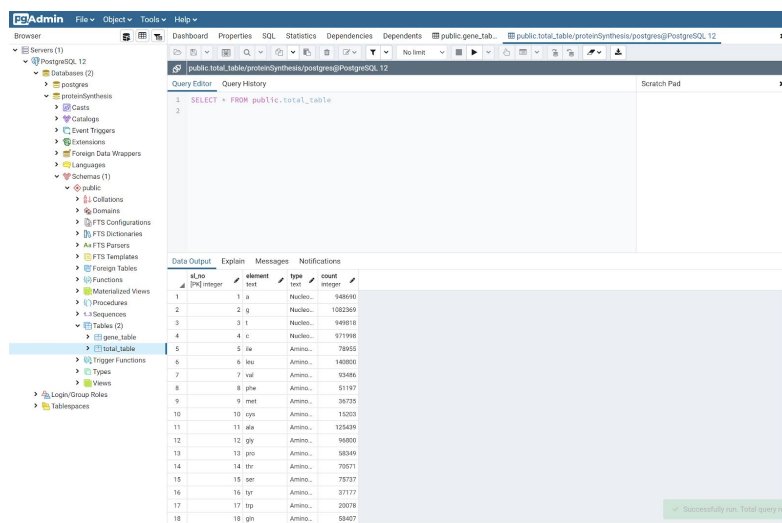 pgAdmin File Object Tools Help
Browser Dashboard Properties SQL Statistics Dependencies Dependents public.gene_tab... public.total_table/proteinSynthesis/postgres@PostgreSQL 12
Servers (1)
PostgreSQL 12
Databases (2)
postgres
proteinSynthesis
Casts
Catalogs
Event Triggers
Extensions
Foreign Data Wrappers
Languages
Schemas (1)
public
Collations
Domains
FTS Configurations
FTS Dictionaries
Aa FTS Parsers
FTS Templates
Foreign Tables
Functions
Materialized Views
Procedures
1..3 Sequences
Tables (2)
gene_table
total_table
Trigger Functions
Types
Views
Login/Group Roles
Tablespaces
No limit
public.total_table/proteinSynthesis/postgres@PostgreSQL 12
Query Editor Query History
Scratch Pad
1 SELECT * FROM public.total_table
2
Data Output Explain Messages Notifications
sl_no element type count
[PK] integer text text integer
1 1 a Nucleo... 948690
2 2 g Nucleo... 1082369
3 3 t Nucleo... 949818
4 4 c Nucleo... 971998
5 5 ile Amino... 78955
6 6 leu Amino... 140800
7 7 val Amino... 93486
8 8 phe Amino... 51197
9 9 met Amino... 36735
10 10 cys Amino... 15203
11 11 ala Amino... 125439
12 12 gly Amino... 96800
13 13 pro Amino... 58349
14 14 thr Amino... 70571
15 15 ser Amino... 75737
16 16 tyr Amino... 37177
17 17 trp Amino... 20078
18 18 gln Amino... 58407
Successfully run. Total query